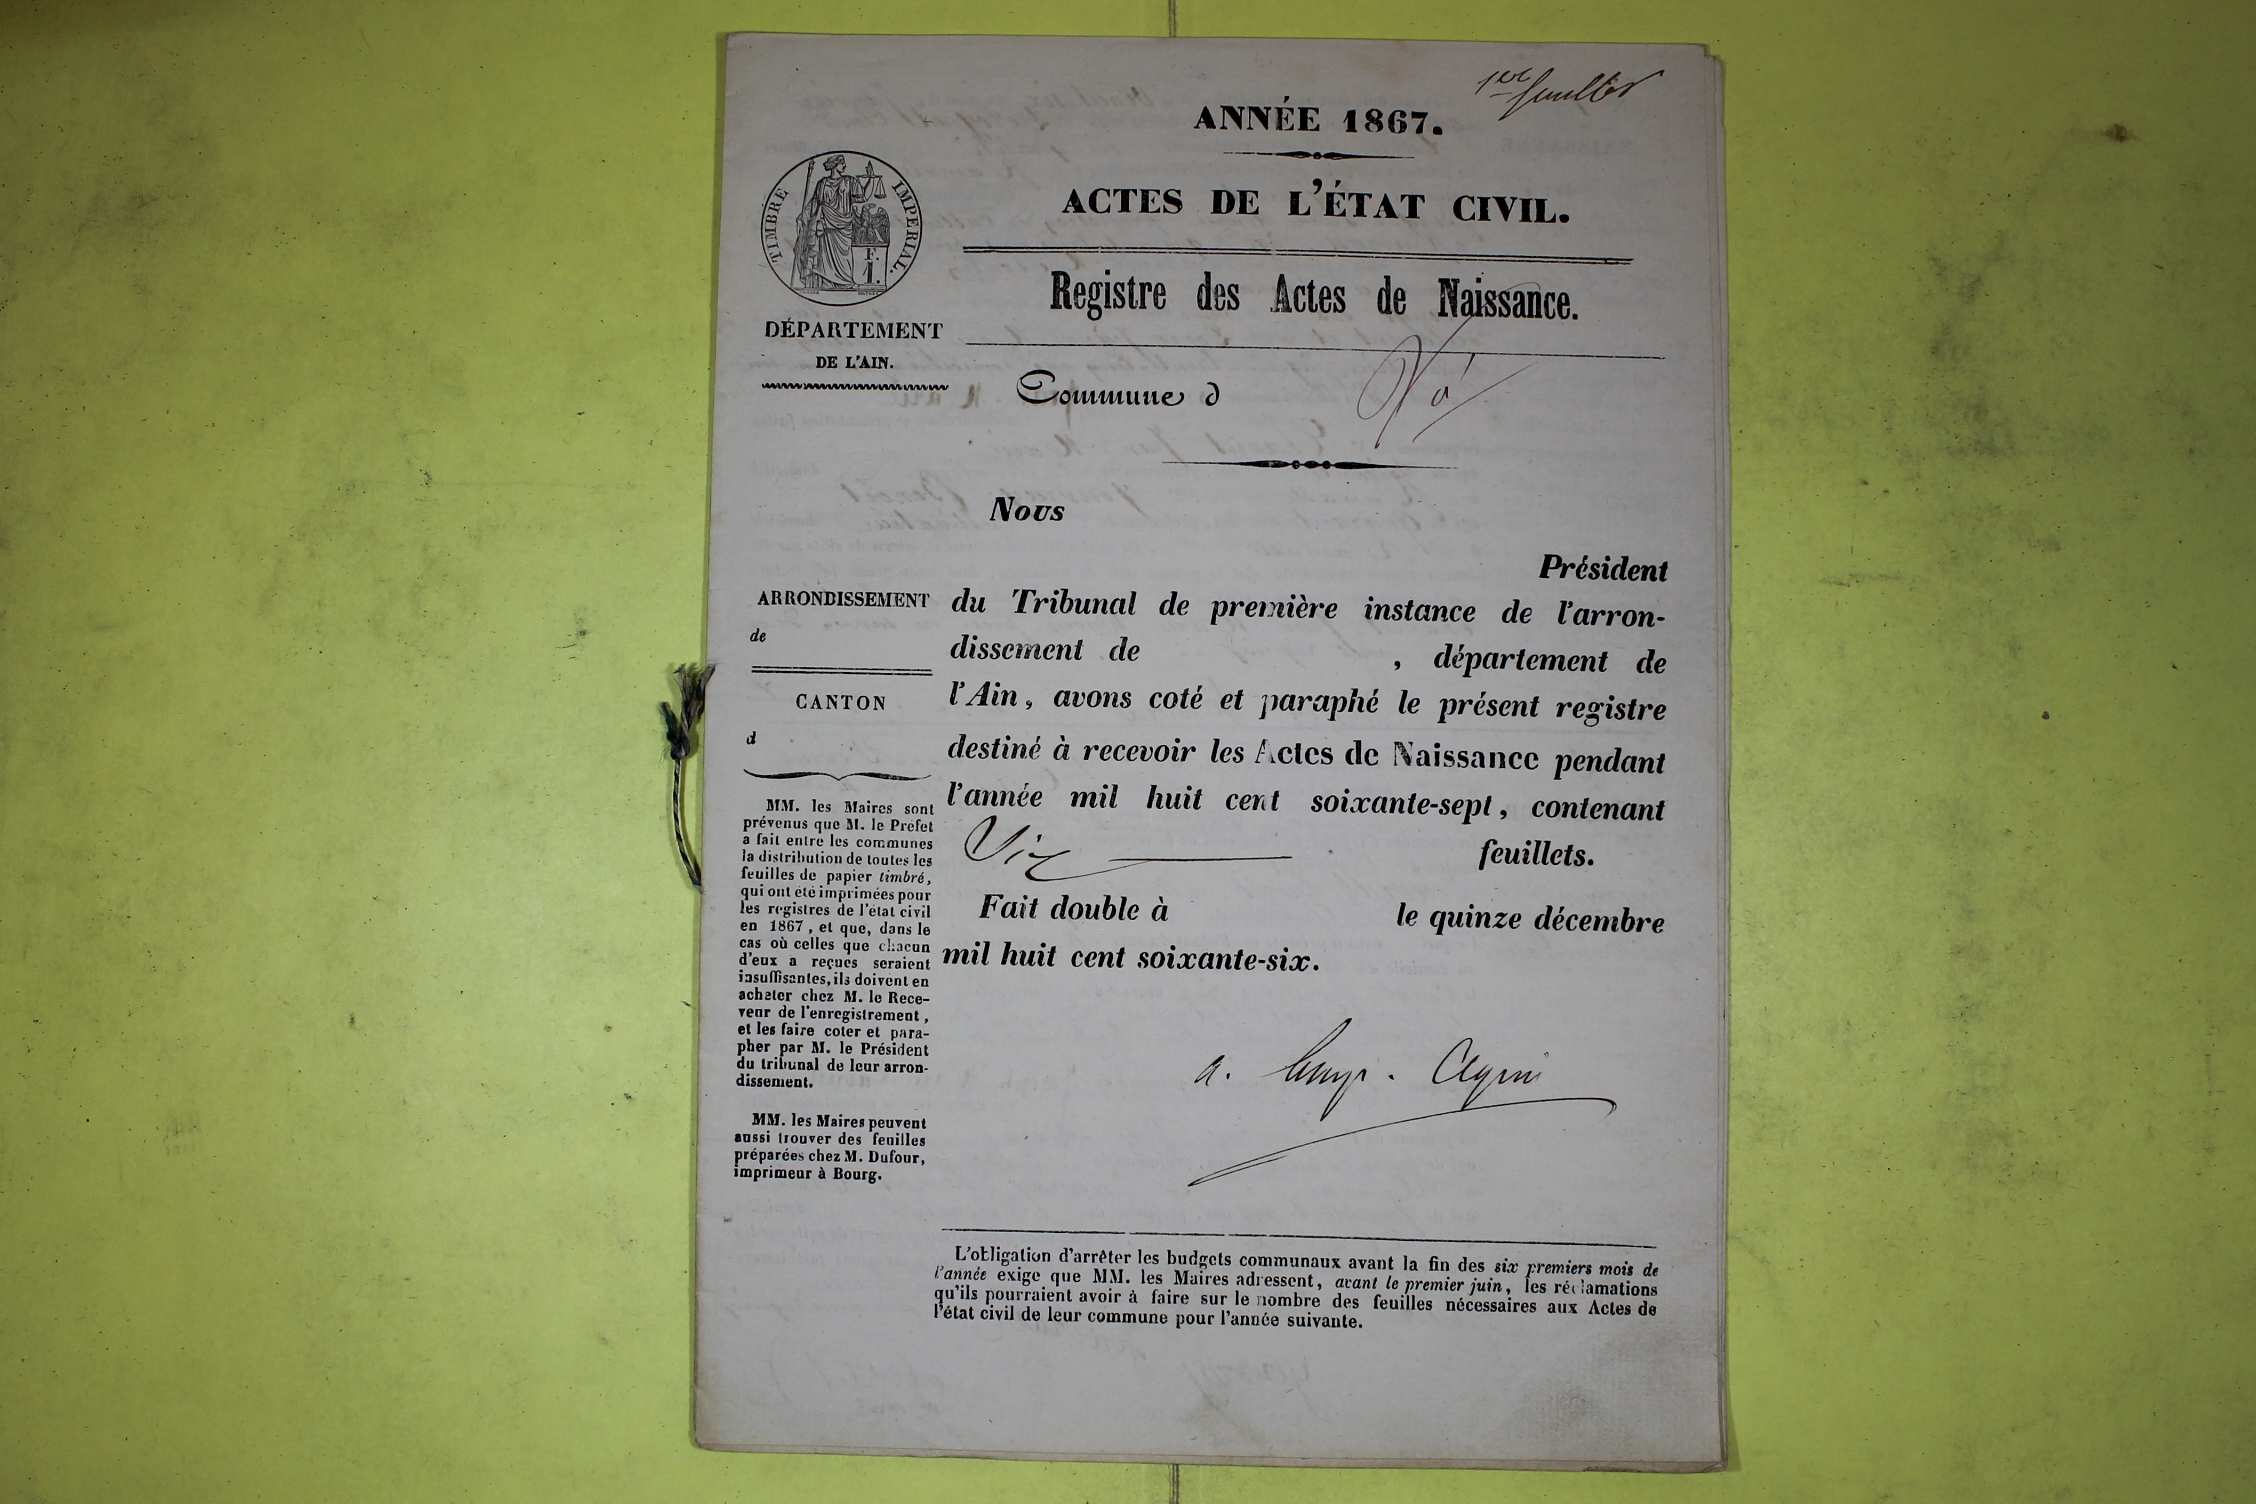 1er feuillet
ANNÉE 1867.
ACTES DE L'ÉTAT CIVIL.
TIMBRE IMPERIAL.
F.
1.
Registre des Actes de Naissance.
DÉPARTEMENT
DE L'AIN.
Commune d
Nous
Président
ARRONDISSEMENT
de
CANTON
d
du Tribunal de première instance de l'arron-
dissement de , département de
l'Ain, avons coté et paraphé le présent registre
destiné à recevoir les Actes de Naissance pendant
l'année mil huit cent soixante-sept, contenant
feuillets.
Fait double à le quinze décembre
mil huit cent soixante-six.
MM. les Maires sont
prévenus que M. le Préfet
a fait entre les communes
la distribution de toutes les
feuilles de papier timbré,
qui ont été imprimées pour
les registres de l'état civil
en 1867, et que, dans le
cas où celles que chacun
d'eux a reçues seraient
insuffisantes, ils doivent en
acheter chez M. le Rece-
veur de l'enregistrement,
et les faire coter et para-
pher par M. le Président
du tribunal de leur arron-
dissement.
MM. les Maires peuvent
aussi trouver des feuilles
préparées chez M. Dufour,
imprimeur à Bourg.
L'obligation d'arrêter les budgets communaux avant la fin des six premiers mois de
l'année exige que MM. les Maires adressent, avant le premier juin, les réclamations
qu'ils pourraient avoir à faire sur le nombre des feuilles nécessaires aux Actes de
l'état civil de leur commune pour l'année suivante.